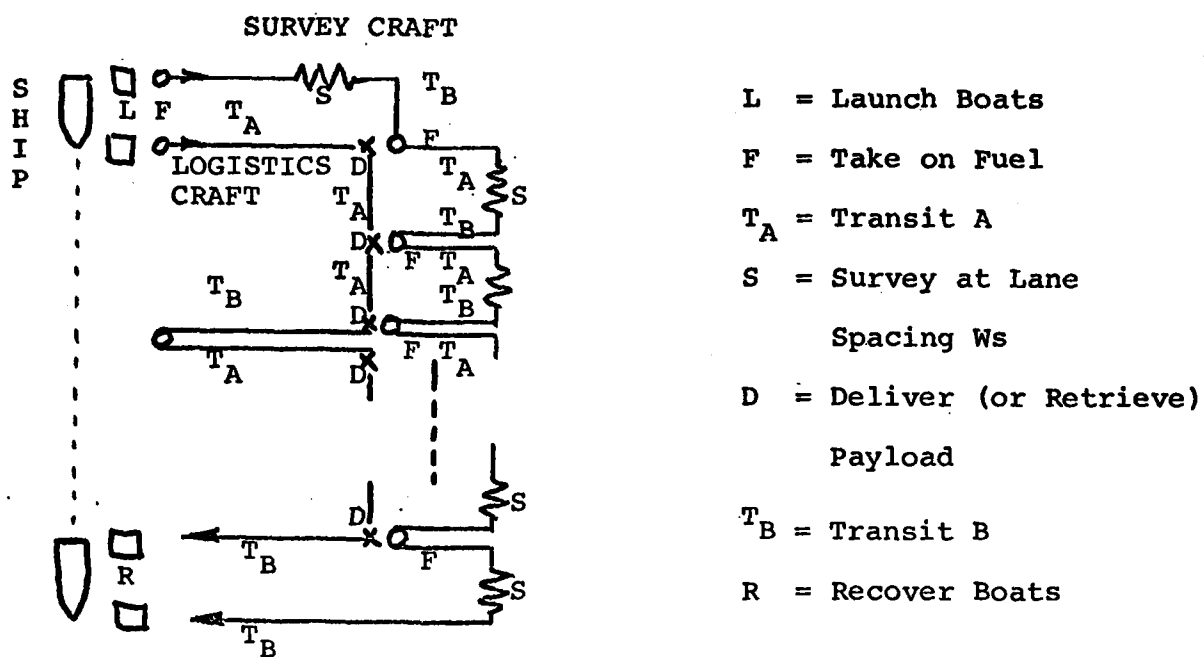 SURVEY CRAFT
S
H
I
P
L F
T_A
S
T_B
F
LOGISTICS
CRAFT
D
T_A
T_A
S
D
T_B
F T_A
T_A
T_B
S
T_B
D
F T_A
T_A
D
S
D
F
T_B
R
S
T_B
L = Launch Boats
F = Take on Fuel
T_A = Transit A
S = Survey at Lane
Spacing Ws
D = Deliver (or Retrieve)
Payload
T_B = Transit B
R = Recover Boats